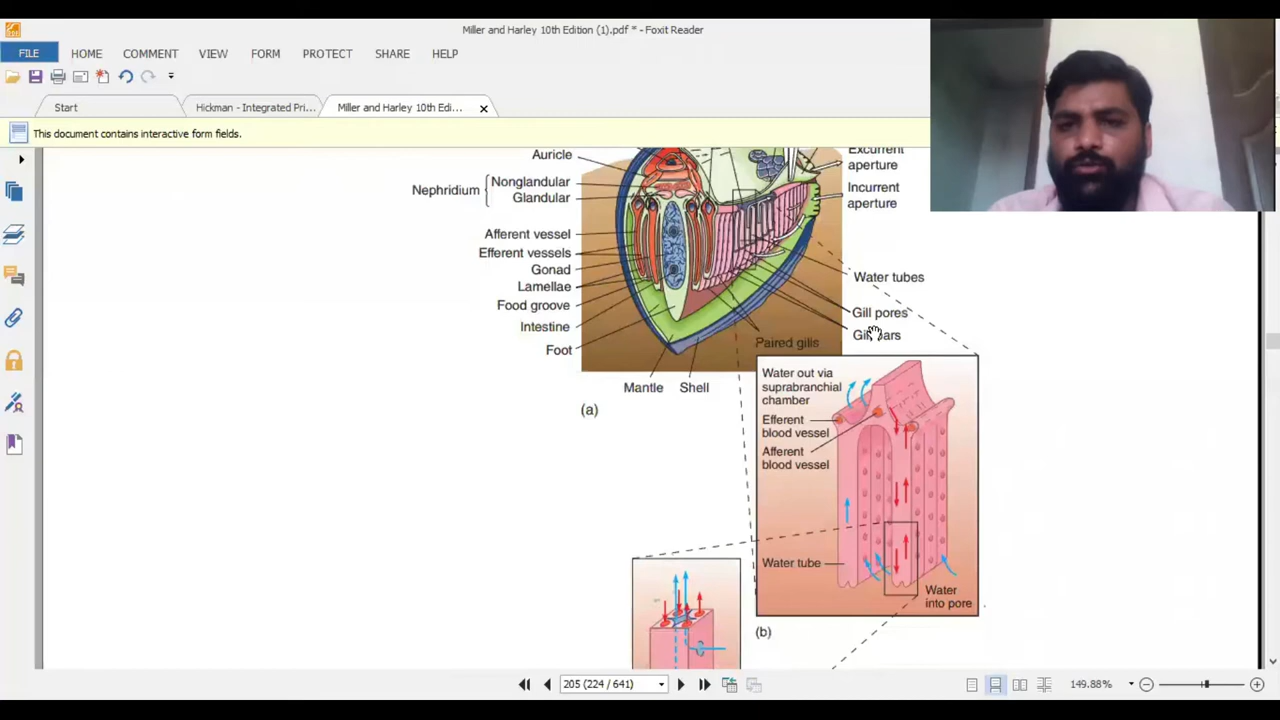 Miller and Harley 10th Edition (1).pdf * - Foxit Reader
FILE HOME COMMENT VIEW FORM PROTECT SHARE HELP
Start Hickman - Integrated Pri... Miller and Harley 10th Edi...
This document contains interactive form fields.
Auricle
Nephridium
Nonglandular
Glandular
Afferent vessel
Efferent vessels
Gonad
Lamellae
Food groove
Intestine
Foot
Mantle Shell
(a)
Excurrent
aperture
Incurrent
aperture
Water tubes
Gill pores
Paired gills
Water out via
suprabranchial
chamber
Efferent
blood vessel
Afferent
blood vessel
Water tube
Water
into pore
(b)
205 (224 / 641)
149.88%